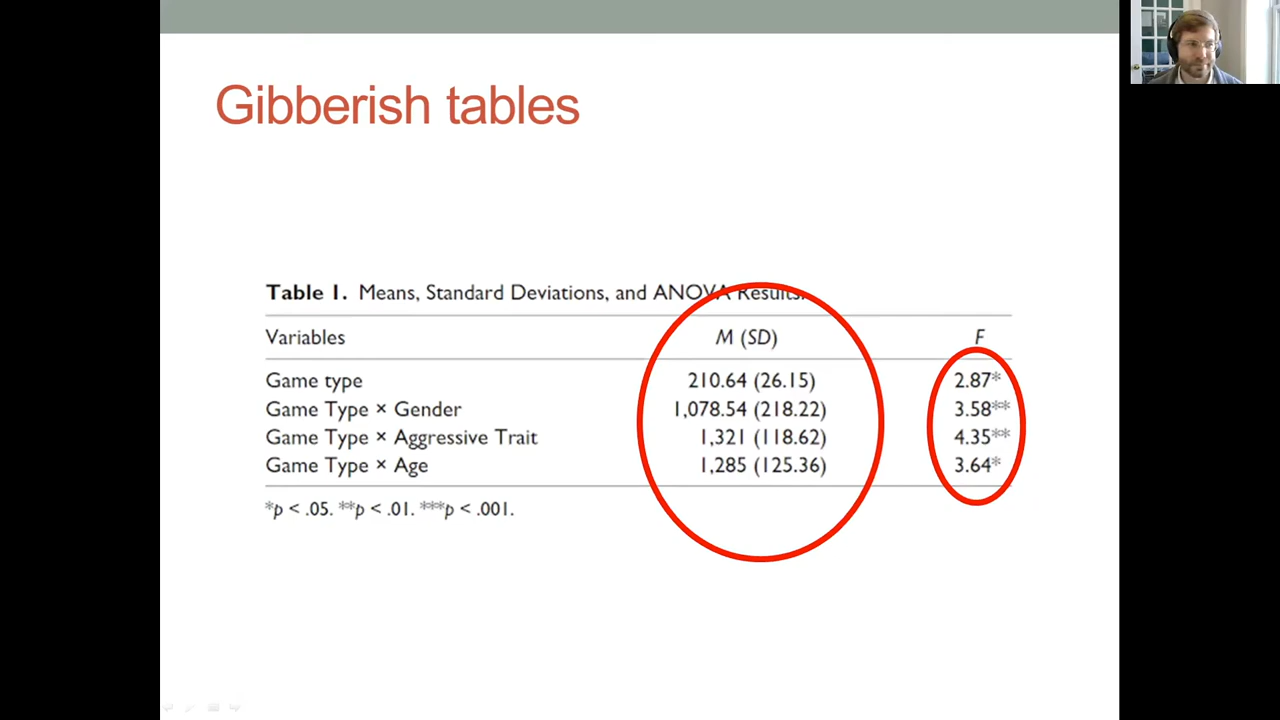 Gibberish tables
Table 1. Means, Standard Deviations, and ANOVA Results.
Variables M (SD) F
Game type 210.64 (26.15) 2.87*
Game Type × Gender 1,078.54 (218.22) 3.58**
Game Type × Aggressive Trait 1,321 (118.62) 4.35**
Game Type × Age 1,285 (125.36) 3.64*
*p < .05. **p < .01. ***p < .001.